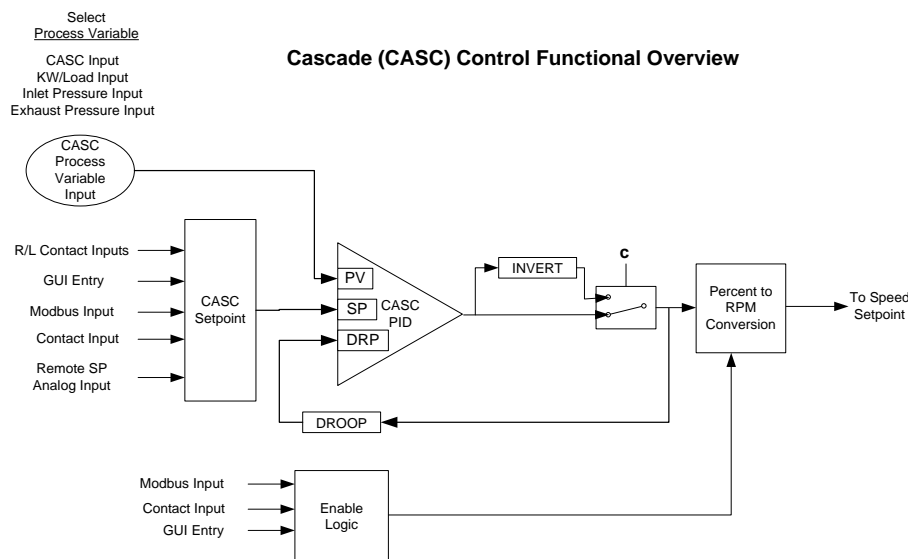 Select
Process Variable
CASC Input
KW/Load Input
Inlet Pressure Input
Exhaust Pressure Input
Cascade (CASC) Control Functional Overview
CASC
Process
Variable
Input
R/L Contact Inputs
GUI Entry
Modbus Input
Contact Input
Remote SP
Analog Input
CASC
Setpoint
PV
SP
DRP
CASC
PID
INVERT
c
Percent to
RPM
Conversion
To Speed
Setpoint
DROOP
Modbus Input
Contact Input
GUI Entry
Enable
Logic